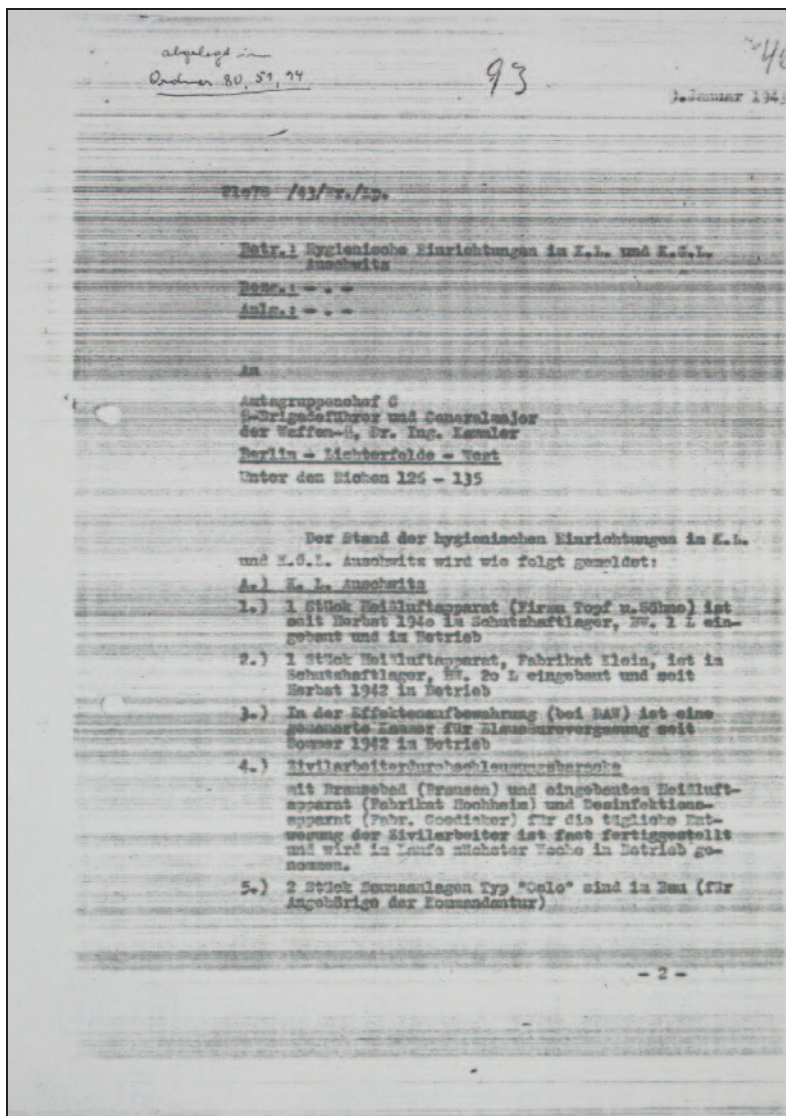 abgelegt in
Ordner 80, 51, 14
93
9.Januar 1943
/43/ /Lp.
Betr.: Hygienische Einrichtungen im K.L. und K.G.L.
Auschwitz
Bezg.: - . -
Anlg.: - . -
An
Amtsgruppenchef C
SS-Brigadeführer und Generalmajor
der Waffen-SS, Dr. Ing. Kammler
Berlin - Lichterfelde - West
Unter den Eichen 126 - 135
Der Stand der hygienischen Einrichtungen im K.L.
und K.G.L. Auschwitz wird wie folgt gemeldet:
A.) K. L. Auschwitz
1.) 1 Stück Heißluftapparat (Firma Topf u.Söhne) ist
seit Herbst 194o im Schutzhaftlager, BW. 1 L ein-
gebaut und in Betrieb
2.) 1 Stück Heißluftapparat, Fabrikat Klein, ist im
Schutzhaftlager, BW. 2o L eingebaut und seit
Herbst 1942 in Betrieb
3.) In der Effektenaufbewahrung (bei DAW) ist eine
gemauerte Kammer für Blausäurevergasung seit
Sommer 1942 in Betrieb
4.) Zivilarbeiterdurchschleusungsbaracke
mit Brausebad (Brausen) und eingebauten Heißluft-
apparat (Fabrikat Hochheim) und Desinfektions-
apparat (Fabr. Goedicker) für die tägliche Ent-
wesung der Zivilarbeiter ist fast fertiggestellt
und wird im Laufe nächster Woche in Betrieb ge-
nommen.
5.) 2 Stück Saunaanlagen Typ "Oslo" sind im Bau (für
Angehörige der Kommandantur)
- 2 -